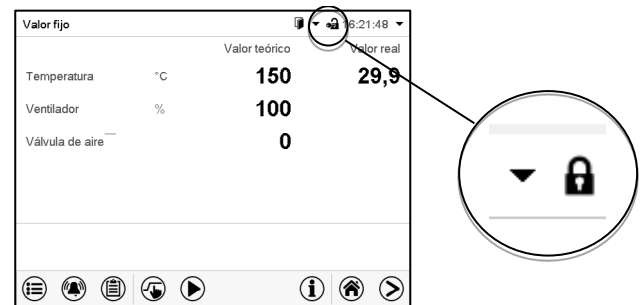 Valor fijo 16:21:48
Valor teórico Valor real
Temperatura °C 150 29,9
Ventilador % 100
Válvula de aire 0